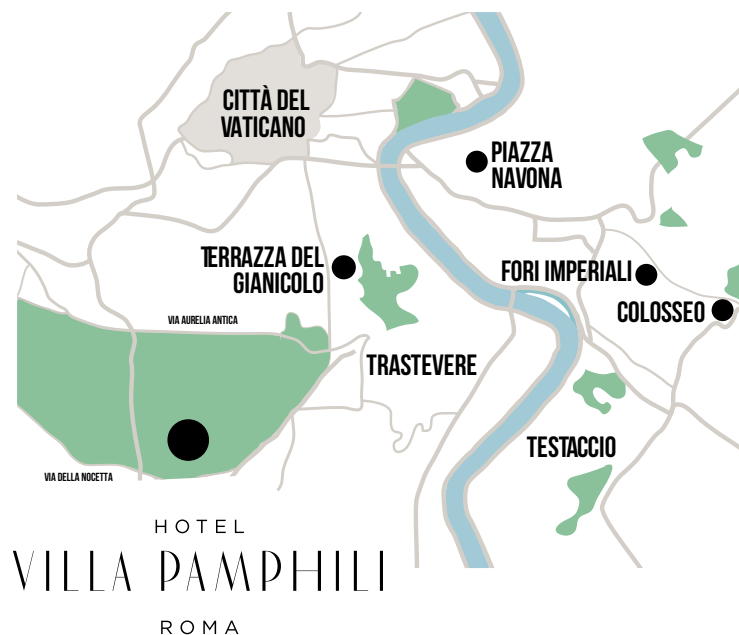 CITTÀ DEL
VATICANO
PIAZZA
NAVONA
TERRAZZA DEL
GIANICOLO
FORI IMPERIALI
COLOSSEO
VIA AURELIA ANTICA
TRASTEVERE
TESTACCIO
VIA DELLA NOCETTA
HOTEL
VILLA PAMPHILI
ROMA